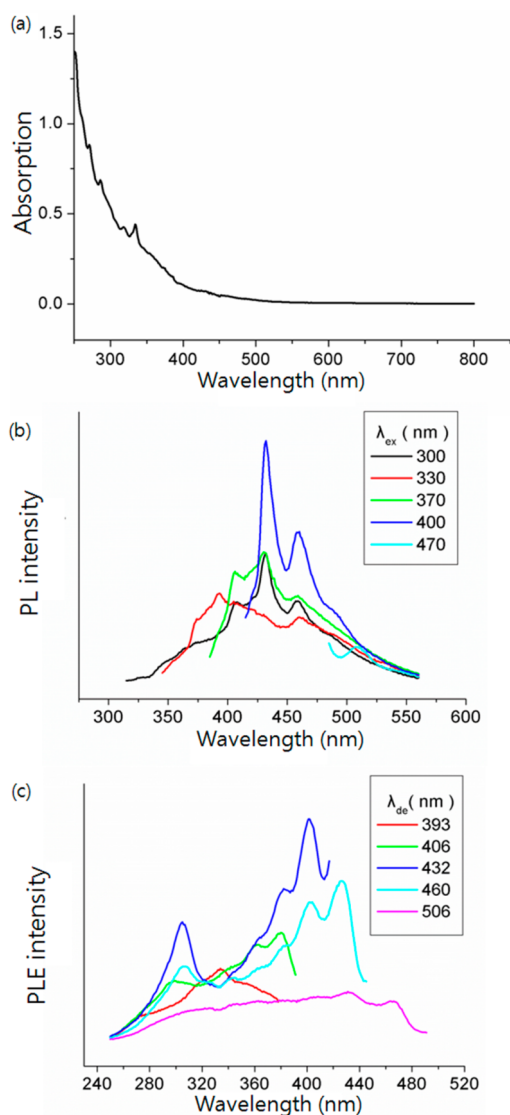 (a)
1.5
1.0
0.5
0.0
Absorption
300 400 500 600 700 800
Wavelength (nm)
(b)
λex ( nm )
300
330
370
400
470
PL intensity
300 350 400 450 500 550 600
Wavelength (nm)
(c)
λde( nm )
393
406
432
460
506
PLE intensity
240 280 320 360 400 440 480 520
Wavelength (nm)